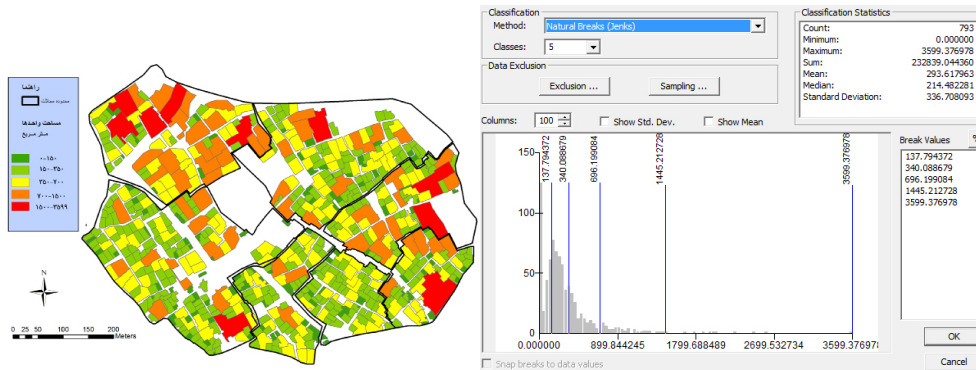 راهنما
محدوده محلات
مساحت واحدها
متر مربع
۰-۱۵۰
۱۵۰-۳۵۰
۳۵۰-۷۰۰
۷۰۰-۱۵۰۰
۱۵۰۰-۳۵۹۹
N
0 25 50 100 150 200
Meters
Classification
Method: Natural Breaks (Jenks)
Classes: 5
Data Exclusion
Exclusion ... Sampling ...
Columns: 100 Show Std. Dev. Show Mean
Classification Statistics
Count: 793
Minimum: 0.000000
Maximum: 3599.376978
Sum: 232839.044360
Mean: 293.617963
Median: 214.482281
Standard Deviation: 336.708093
150
100
50
0
137.794372
340.088679
696.199084
1445.212728
3599.376978
0.000000 899.844245 1799.688489 2699.532734 3599.376978
Break Values %
137.794372
340.088679
696.199084
1445.212728
3599.376978
Snap breaks to data values
OK
Cancel